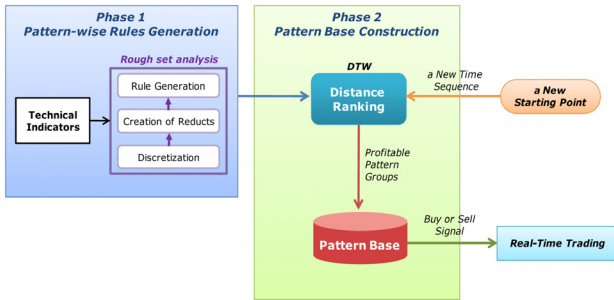 Phase 1
Pattern-wise Rules Generation
Rough set analysis
Rule Generation
Technical
Indicators
Creation of Reducts
Discretization
Phase 2
Pattern Base Construction
DTW
Distance
Ranking
a New Time
Sequence
a New
Starting Point
Profitable
Pattern
Groups
Pattern Base
Buy or Sell
Signal
Real-Time Trading